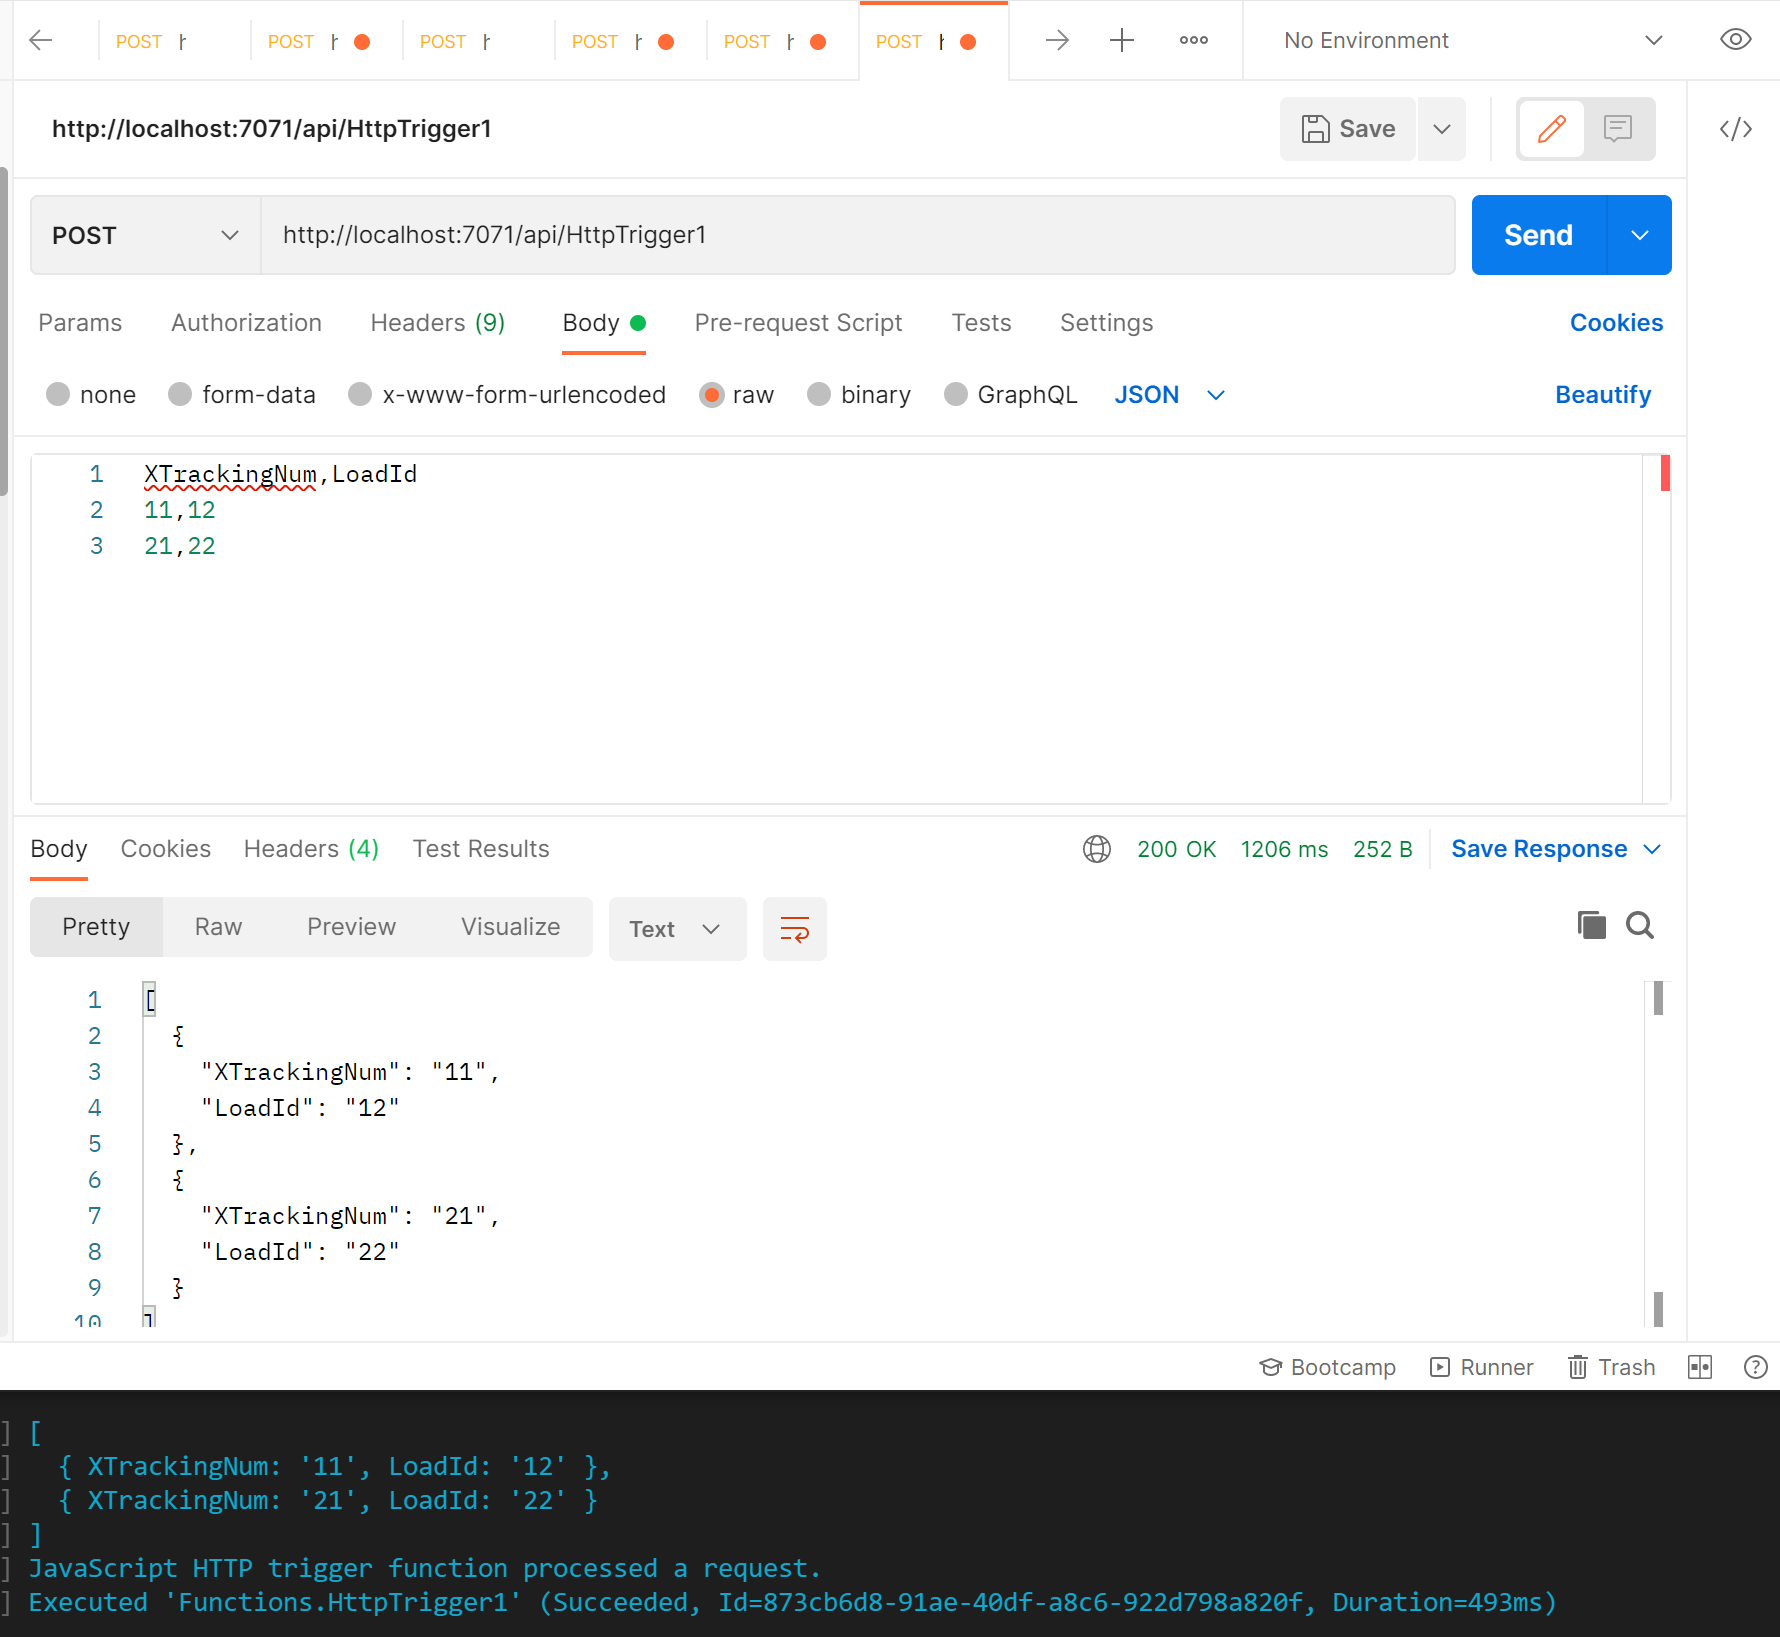 POST h POST h POST h POST h POST h POST h No Environment
http://localhost:7071/api/HttpTrigger1 Save </>
POST http://localhost:7071/api/HttpTrigger1 Send
Params Authorization Headers (9) Body Pre-request Script Tests Settings Cookies
none form-data x-www-form-urlencoded raw binary GraphQL JSON Beautify
1 XTrackingNum,LoadId
2 11,12
3 21,22
Body Cookies Headers (4) Test Results 200 OK 1206 ms 252 B Save Response
Pretty Raw Preview Visualize Text
1 [
2 {
3 "XTrackingNum": "11",
4 "LoadId": "12"
5 },
6 {
7 "XTrackingNum": "21",
8 "LoadId": "22"
9 }
10 ]
Bootcamp Runner Trash
] [
] { XTrackingNum: '11', LoadId: '12' },
] { XTrackingNum: '21', LoadId: '22' }
] ]
] JavaScript HTTP trigger function processed a request.
] Executed 'Functions.HttpTrigger1' (Succeeded, Id=873cb6d8-91ae-40df-a8c6-922d798a820f, Duration=493ms)